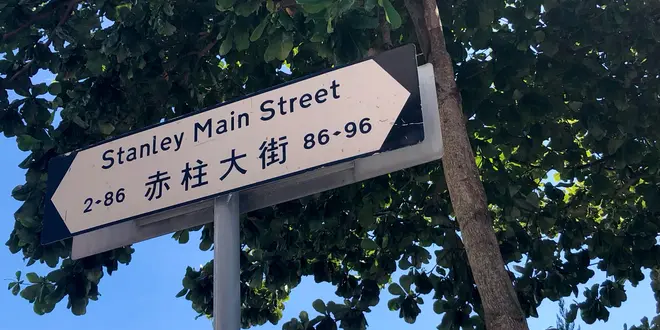 Stanley Main Street
2➔86 赤柱大街 86➔96